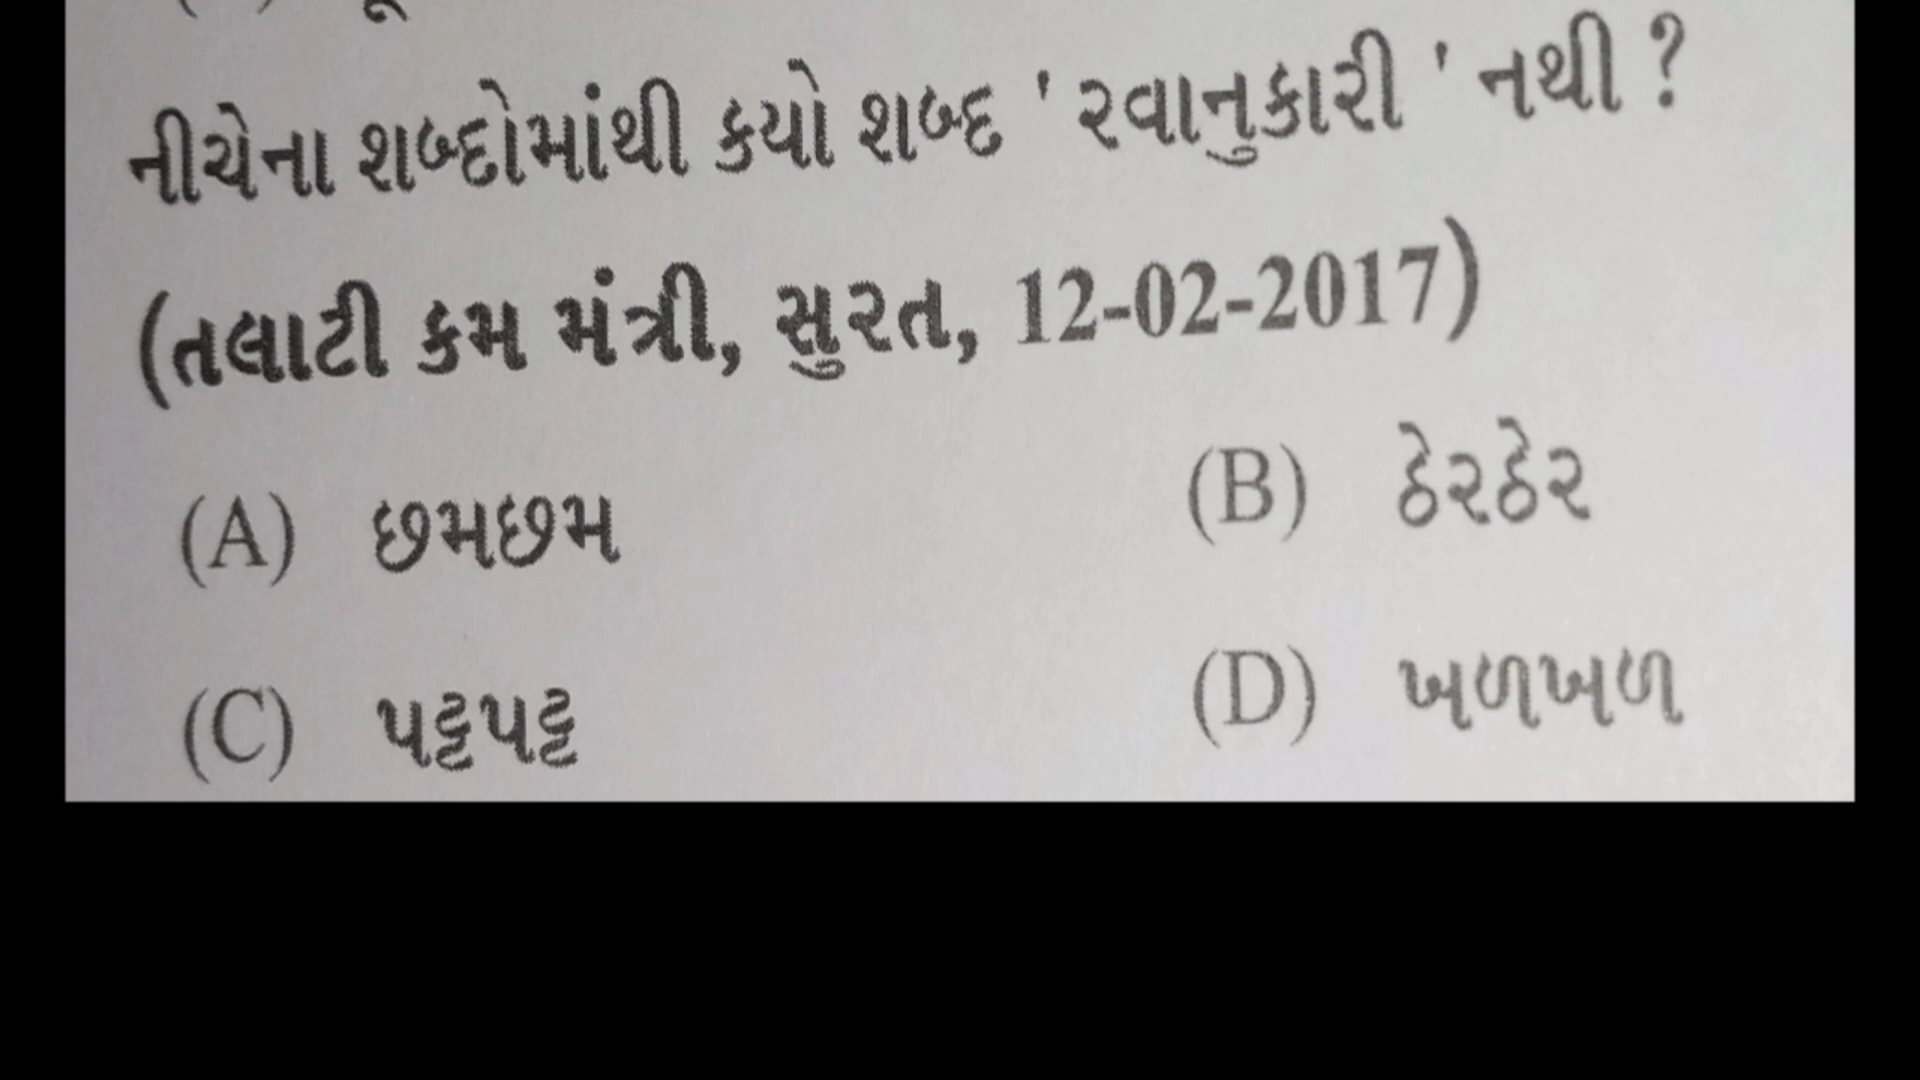 નીચેના શબ્દોમાંથી કયો શબ્દ ' રવાનુકારી ' નથી ?
(તલાટી કમ મંત્રી, સુરત, 12-02-2017)
(A) છમછમ (B) ઠેરઠેર
(C) પટ્ટપટ્ટ (D) ખળખળ